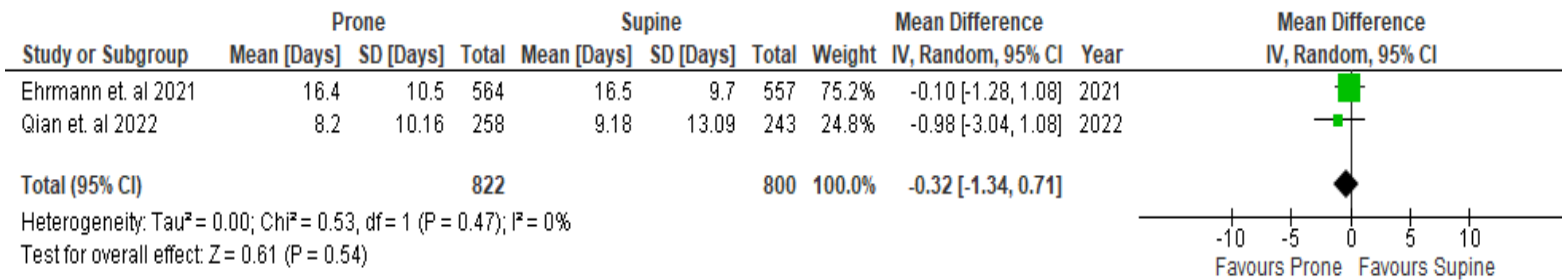 Prone Supine Mean Difference Mean Difference
Study or Subgroup Mean [Days] SD [Days] Total Mean [Days] SD [Days] Total Weight IV, Random, 95% CI Year IV, Random, 95% CI
Ehrmann et. al 2021 16.4 10.5 564 16.5 9.7 557 75.2% -0.10 [-1.28, 1.08] 2021
Qian et. al 2022 8.2 10.16 258 9.18 13.09 243 24.8% -0.98 [-3.04, 1.08] 2022
Total (95% CI) 822 800 100.0% -0.32 [-1.34, 0.71]
Heterogeneity: Tau² = 0.00; Chi² = 0.53, df = 1 (P = 0.47); I² = 0%
Test for overall effect: Z = 0.61 (P = 0.54)
-10 -5 0 5 10
Favours Prone Favours Supine